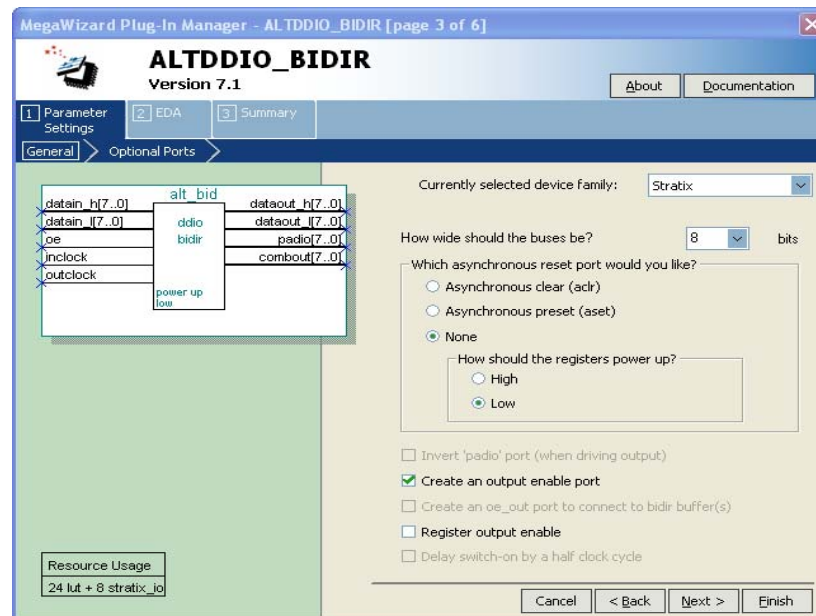 MegaWizard Plug-In Manager - ALTDDIO_BIDIR [page 3 of 6]
ALTDDIO_BIDIR
Version 7.1
About
Documentation
1 Parameter Settings
2 EDA
3 Summary
General
Optional Ports
alt_bid
datain_h[7..0]
dataout_h[7..0]
datain_l[7..0]
ddio
dataout_l[7..0]
oe
bidir
padio[7..0]
inclock
combout[7..0]
outclock
power up
low
Currently selected device family:
Stratix
How wide should the buses be?
8
bits
Which asynchronous reset port would you like?
Asynchronous clear (aclr)
Asynchronous preset (aset)
None
How should the registers power up?
High
Low
Invert 'padio' port (when driving output)
Create an output enable port
Create an oe_out port to connect to bidir buffer(s)
Register output enable
Delay switch-on by a half clock cycle
Resource Usage
24 lut + 8 stratix_io
Cancel
< Back
Next >
Finish